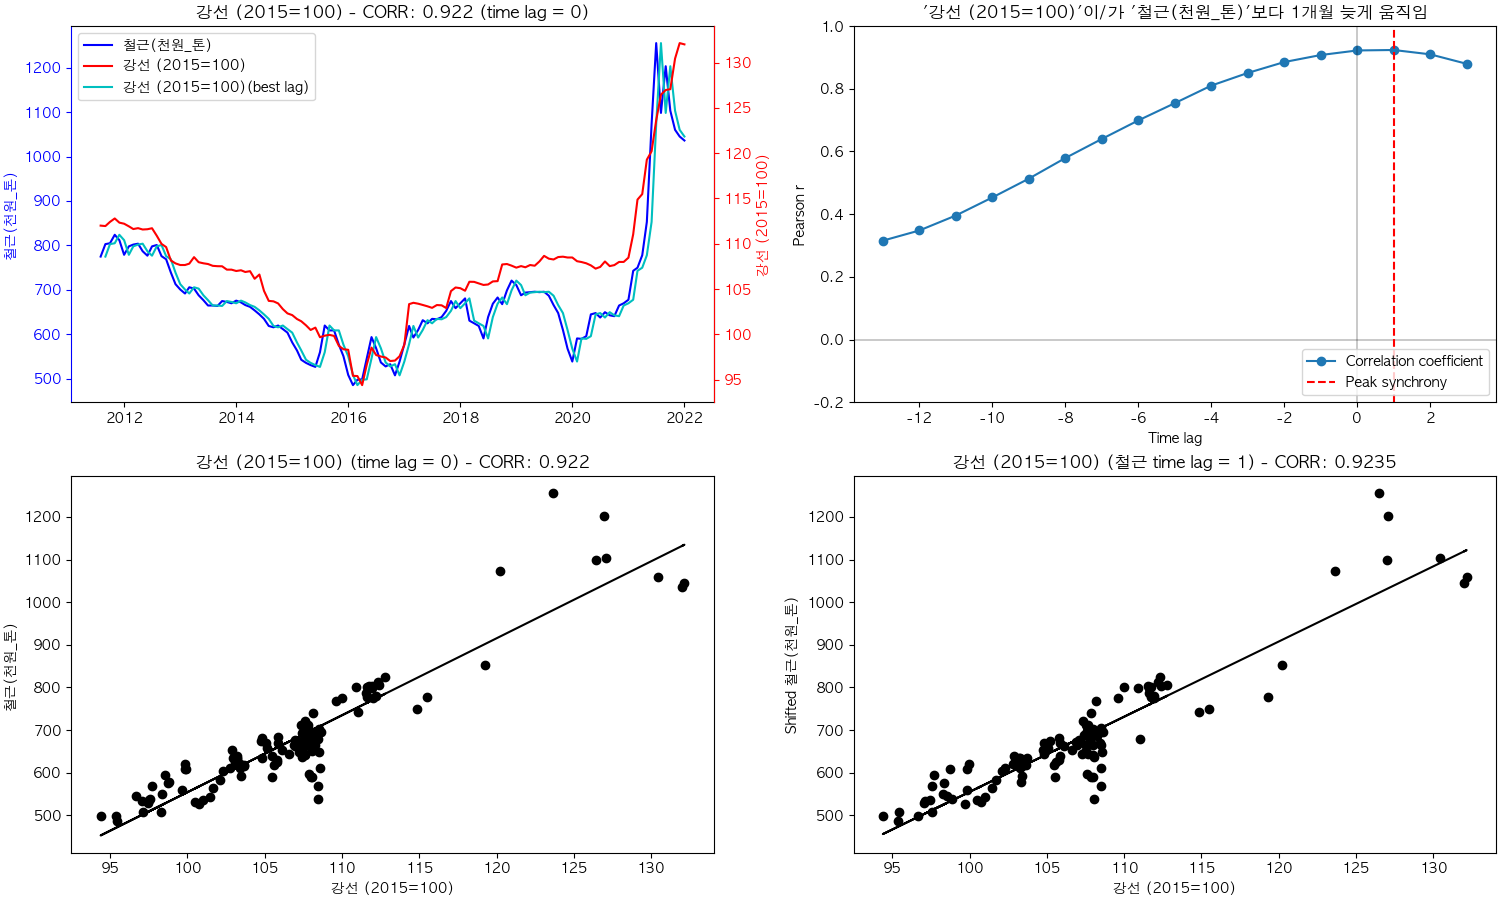 강선 (2015=100) - CORR: 0.922 (time lag = 0)
철근(천원_톤)
강선 (2015=100)
강선 (2015=100)(best lag)
1200
1100
1000
900
800
700
600
500
철근(천원_톤)
130
125
120
115
110
105
100
95
강선 (2015=100)
2012 2014 2016 2018 2020 2022
'강선 (2015=100)'이/가 '철근(천원_톤)'보다 1개월 늦게 움직임
1.0
0.8
0.6
0.4
0.2
0.0
-0.2
Pearson r
Correlation coefficient
Peak synchrony
-12 -10 -8 -6 -4 -2 0 2
Time lag
강선 (2015=100) (time lag = 0) - CORR: 0.922
1200
1100
1000
900
800
700
600
500
철근(천원_톤)
95 100 105 110 115 120 125 130
강선 (2015=100)
강선 (2015=100) (철근 time lag = 1) - CORR: 0.9235
1200
1100
1000
900
800
700
600
500
Shifted 철근(천원_톤)
95 100 105 110 115 120 125 130
강선 (2015=100)